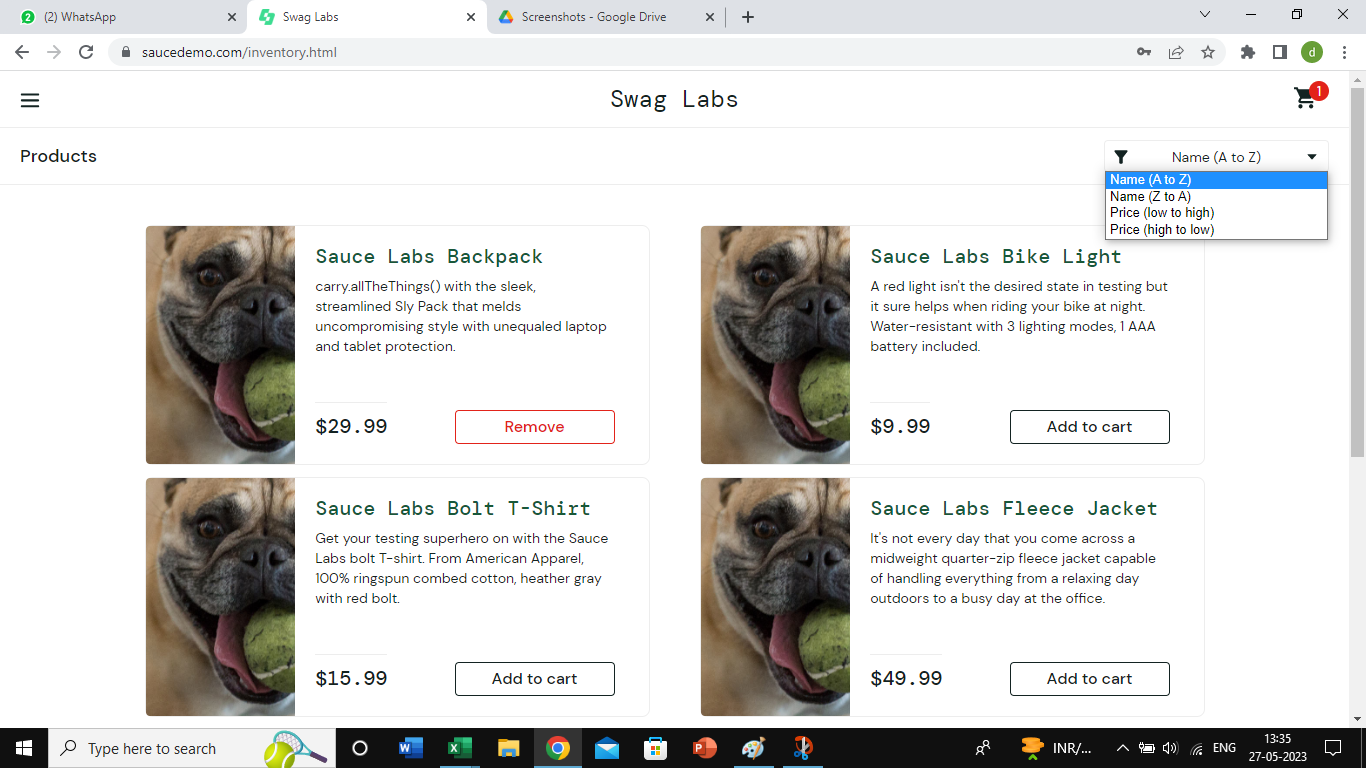 (2) WhatsApp
Swag Labs
Screenshots - Google Drive
saucedemo.com/inventory.html
d
Swag Labs
1
Products
Name (A to Z)
Name (A to Z)
Name (Z to A)
Price (low to high)
Price (high to low)
Sauce Labs Backpack
carry.allTheThings() with the sleek,
streamlined Sly Pack that melds
uncompromising style with unequaled laptop
and tablet protection.
$29.99
Remove
Sauce Labs Bike Light
A red light isn't the desired state in testing but
it sure helps when riding your bike at night.
Water-resistant with 3 lighting modes, 1 AAA
battery included.
$9.99
Add to cart
Sauce Labs Bolt T-Shirt
Get your testing superhero on with the Sauce
Labs bolt T-shirt. From American Apparel,
100% ringspun combed cotton, heather gray
with red bolt.
$15.99
Add to cart
Sauce Labs Fleece Jacket
It's not every day that you come across a
midweight quarter-zip fleece jacket capable
of handling everything from a relaxing day
outdoors to a busy day at the office.
$49.99
Add to cart
Type here to search
INR/...
ENG
13:35
27-05-2023